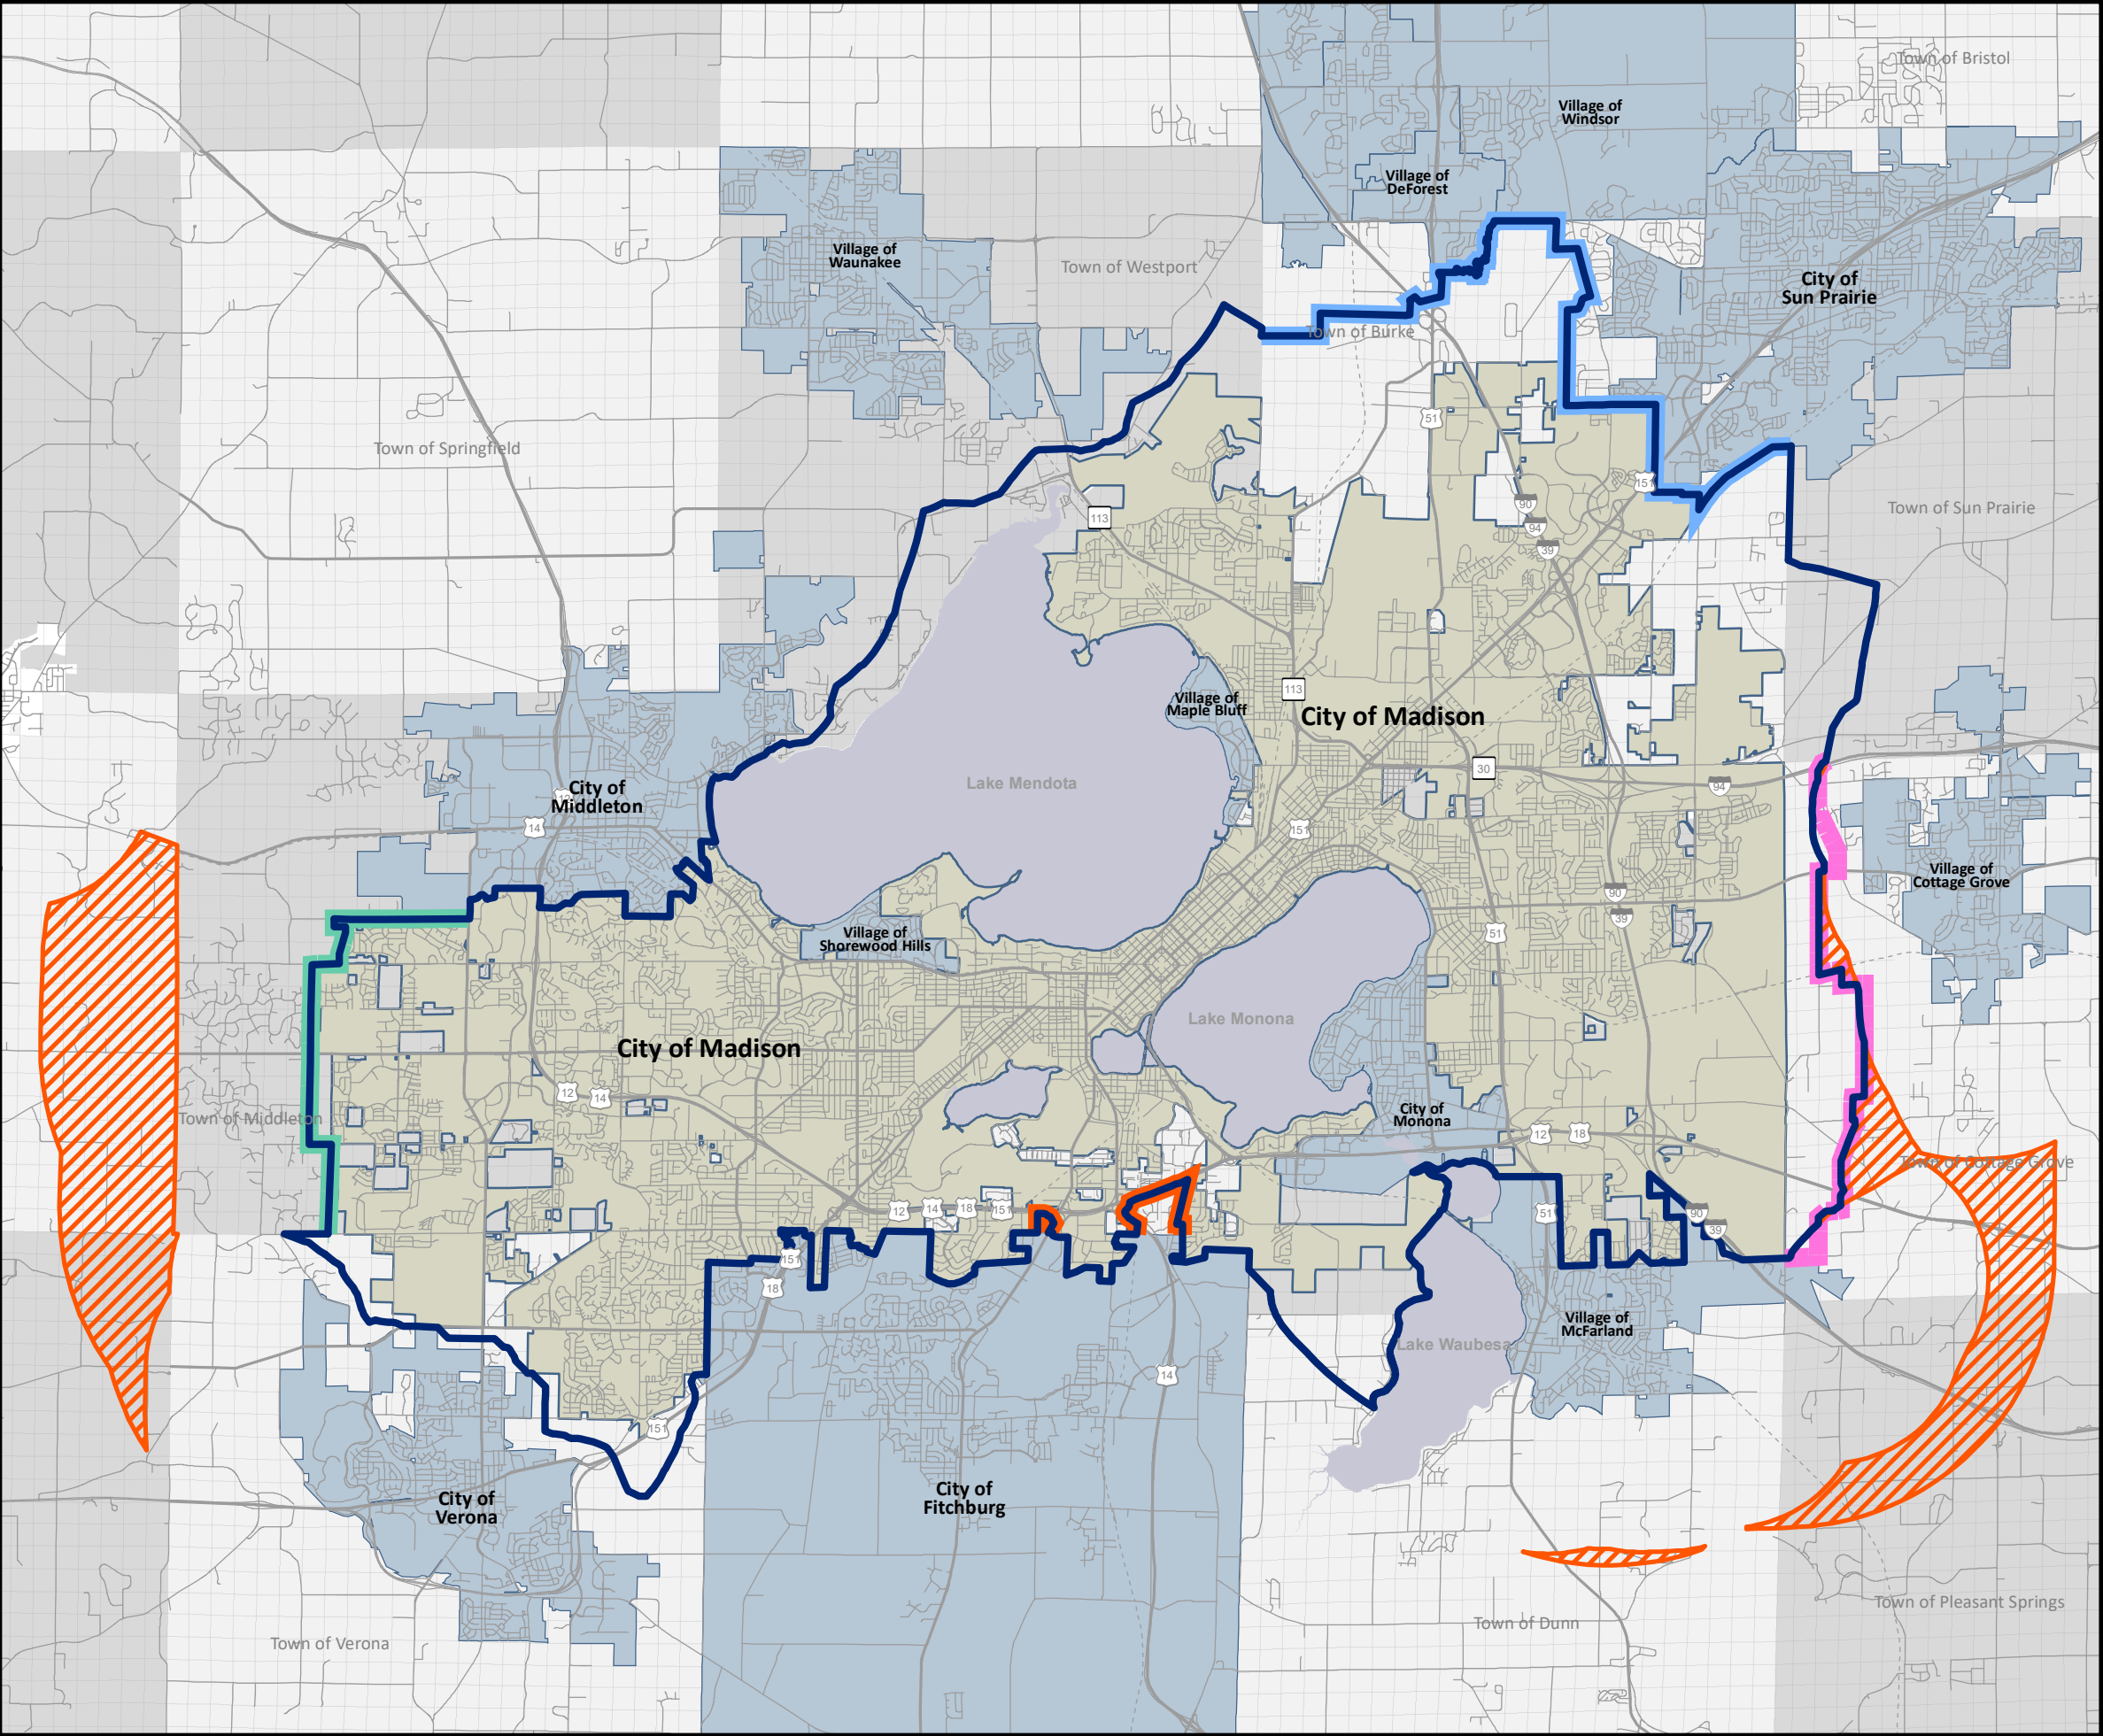 Town of Bristol
Village of
Windsor
Village of
DeForest
Village of
Waunakee
Town of Westport
City of
Sun Prairie
Town of Burke
51
Town of Springfield
151
90
Town of Sun Prairie
113
94
39
113
Village of
Maple Bluff
City of Madison
30
Lake Mendota
94
City of
Middleton
12
14
151
Village of
Cottage Grove
90
39
Village of
Shorewood Hills
51
Lake Monona
City of Madison
12
14
Town of Middleton
City of
Monona
12
18
Town of Cottage Grove
12
14
18
151
51
90
39
151
18
Village of
McFarland
Lake Waubesa
14
151
City of
Verona
City of
Fitchburg
Town of Pleasant Springs
Town of Dunn
Town of Verona